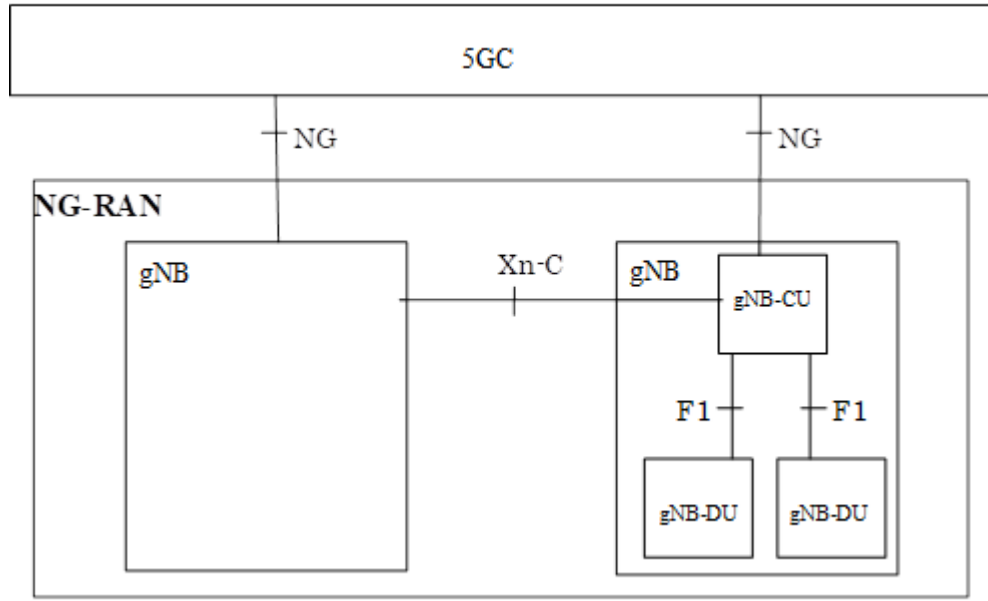 5GC
NG
NG
NG-RAN
gNB
Xn-C
gNB
gNB-CU
F1
F1
gNB-DU
gNB-DU